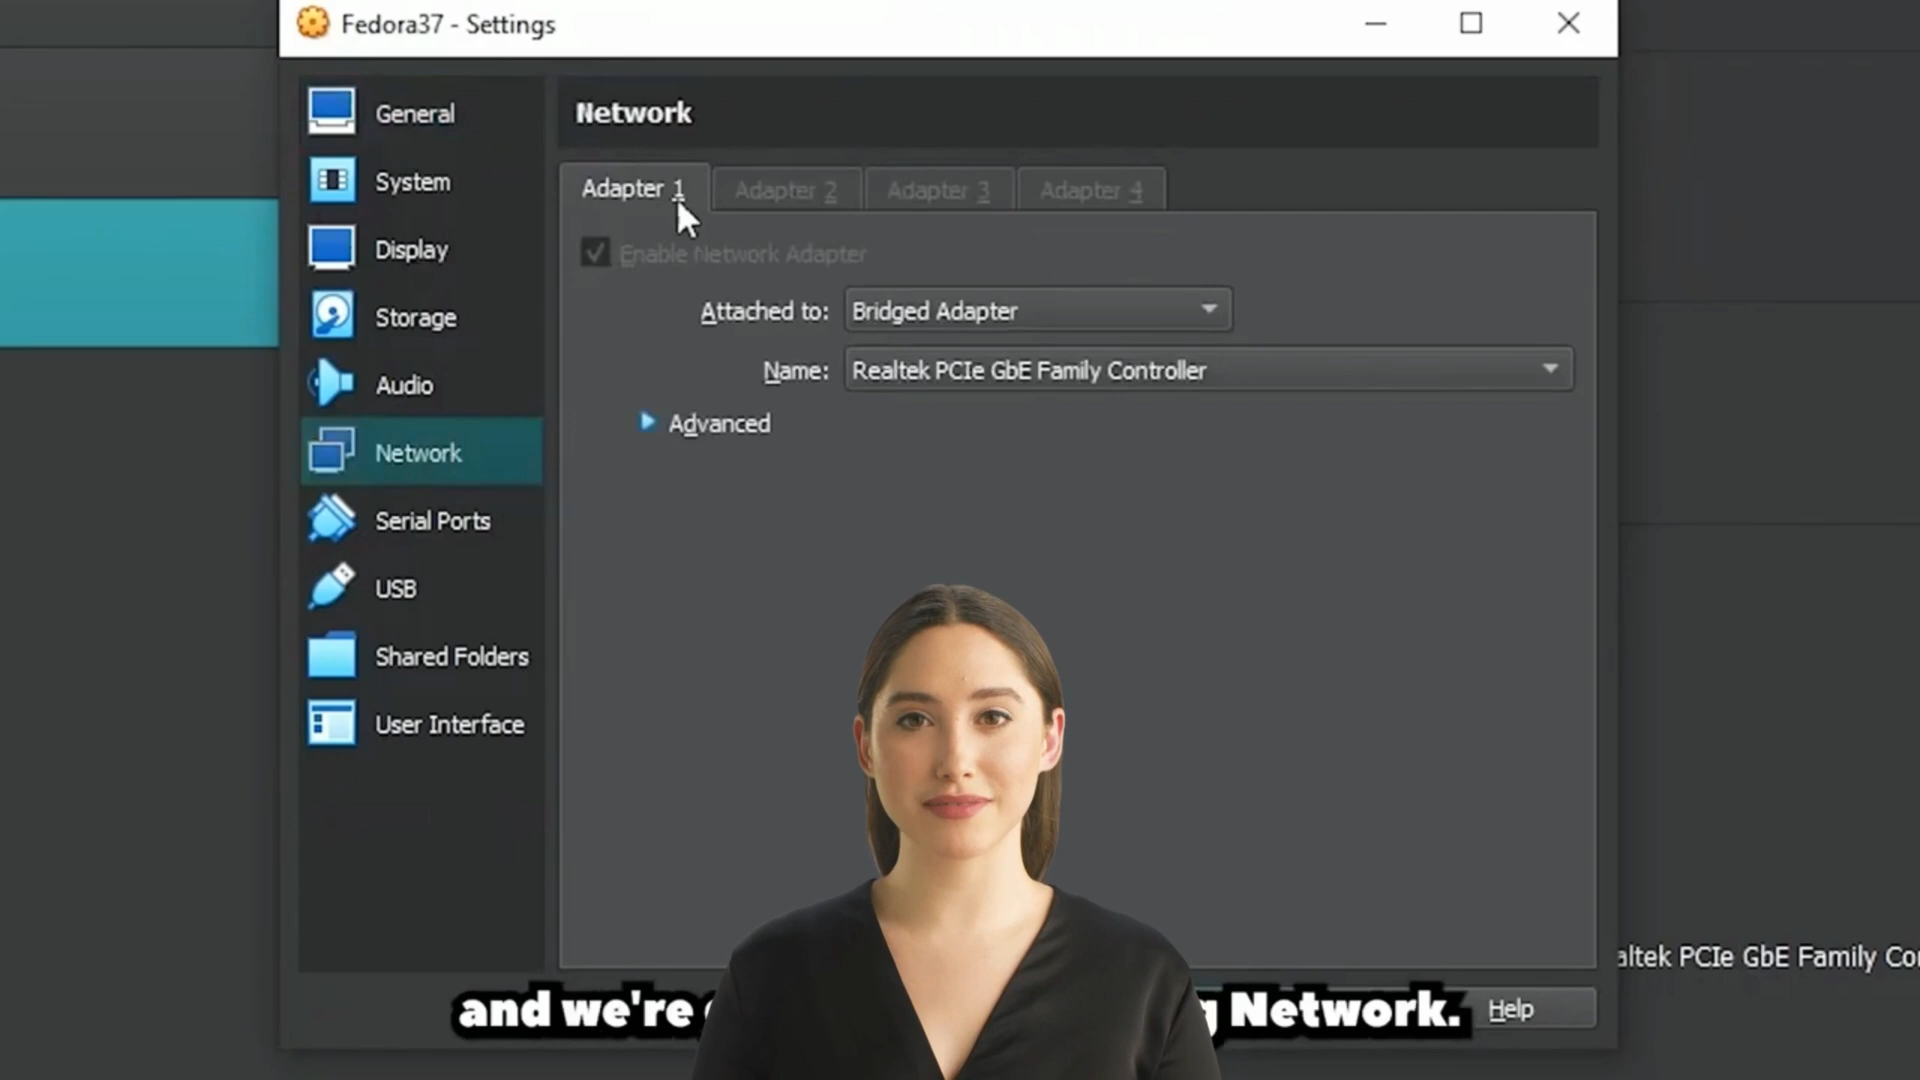 Fedora37 - Settings
General
System
Display
Storage
Audio
Network
Serial Ports
USB
Shared Folders
User Interface
Network
Adapter 1 Adapter 2 Adapter 3 Adapter 4
Enable Network Adapter
Attached to: Bridged Adapter
Name: Realtek PCIe GbE Family Controller
Advanced
PCIe GbE Family
and we're Network.
Help